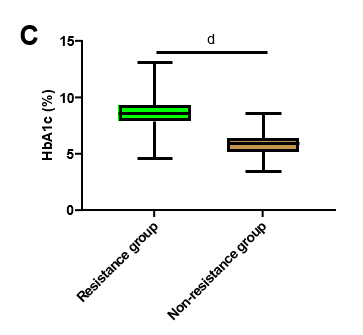 C
d
15
10
5
0
HbA1c (%)
Resistance group
Non-resistance group